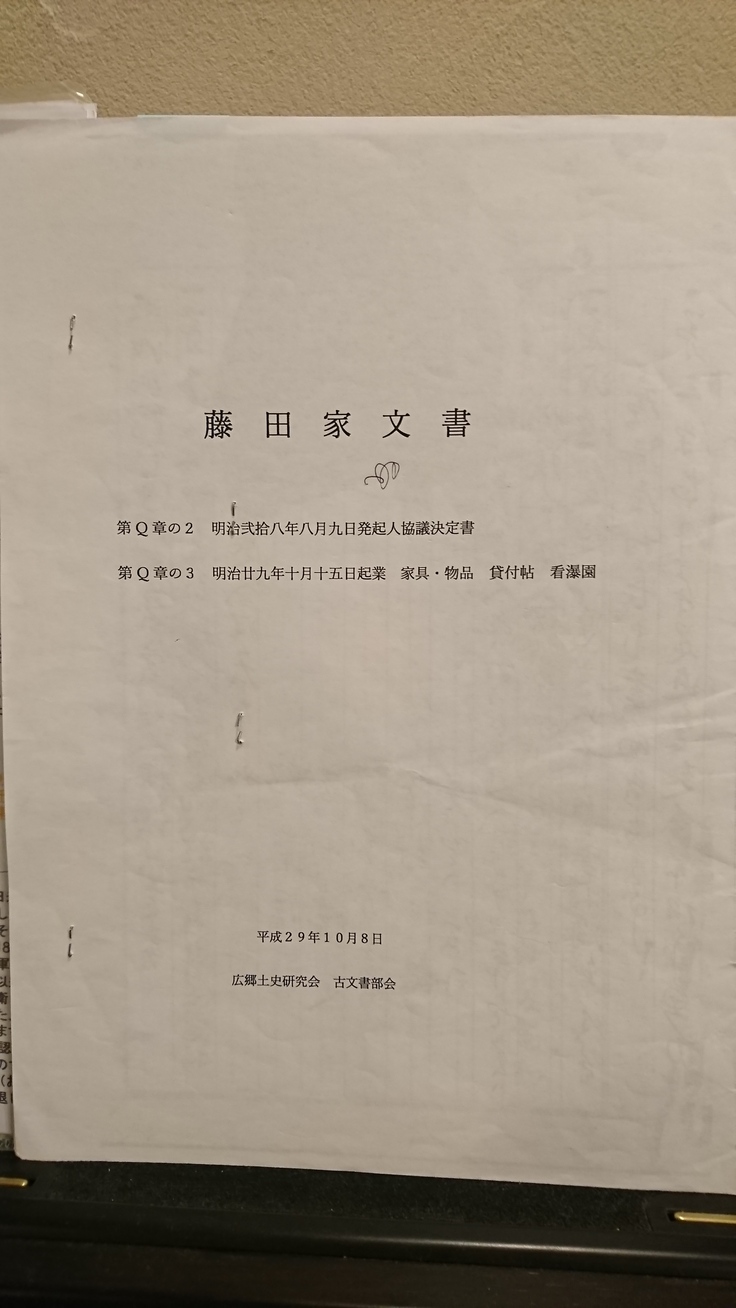 藤田家文書
第Q章の2　明治弐拾八年八月九日発起人協議決定書
第Q章の3　明治廿九年十月十五日起業　家具・物品　貸付帖　看瀑園
平成29年10月8日
広郷土史研究会　古文書部会